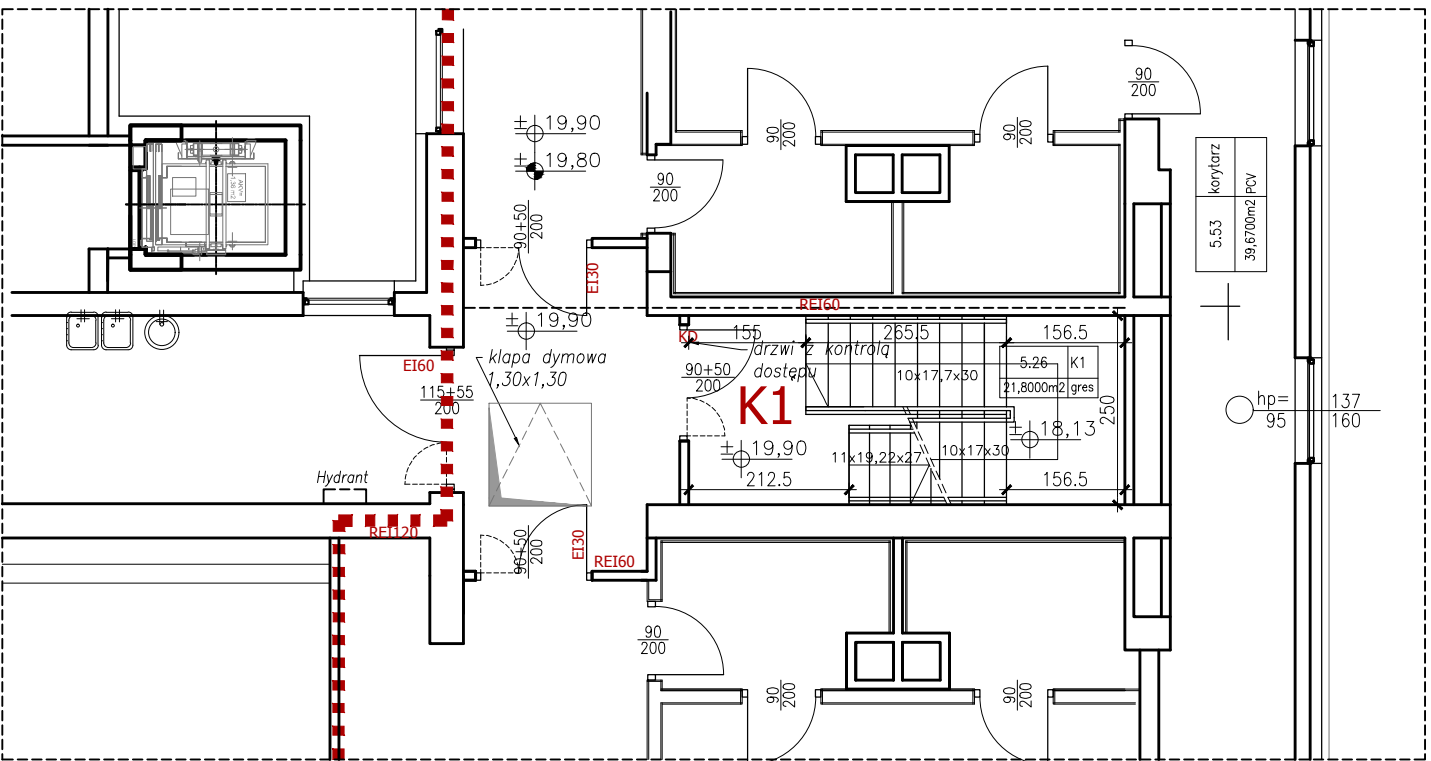 90
200
90
200
90
200
± 19,90
± 19,80
korytarz
PCV
5.53
39,6700m2
90
200
90+50
200
EI30
REI60
± 19,90
KD
155
265.5
156.5
drzwi z kontrolą
dostępu
klapa dymowa
1,30x1,30
EI60
115+55
200
90+50
200
10x17,7x30
5.26
K1
21,8000m2
gres
K1
250
hp=
95
137
160
± 18,13
± 19,90
11x19,22x27
10x17x30
Hydrant
212.5
156.5
REI120
90+50
200
EI30
REI60
90
200
90
200
90
200